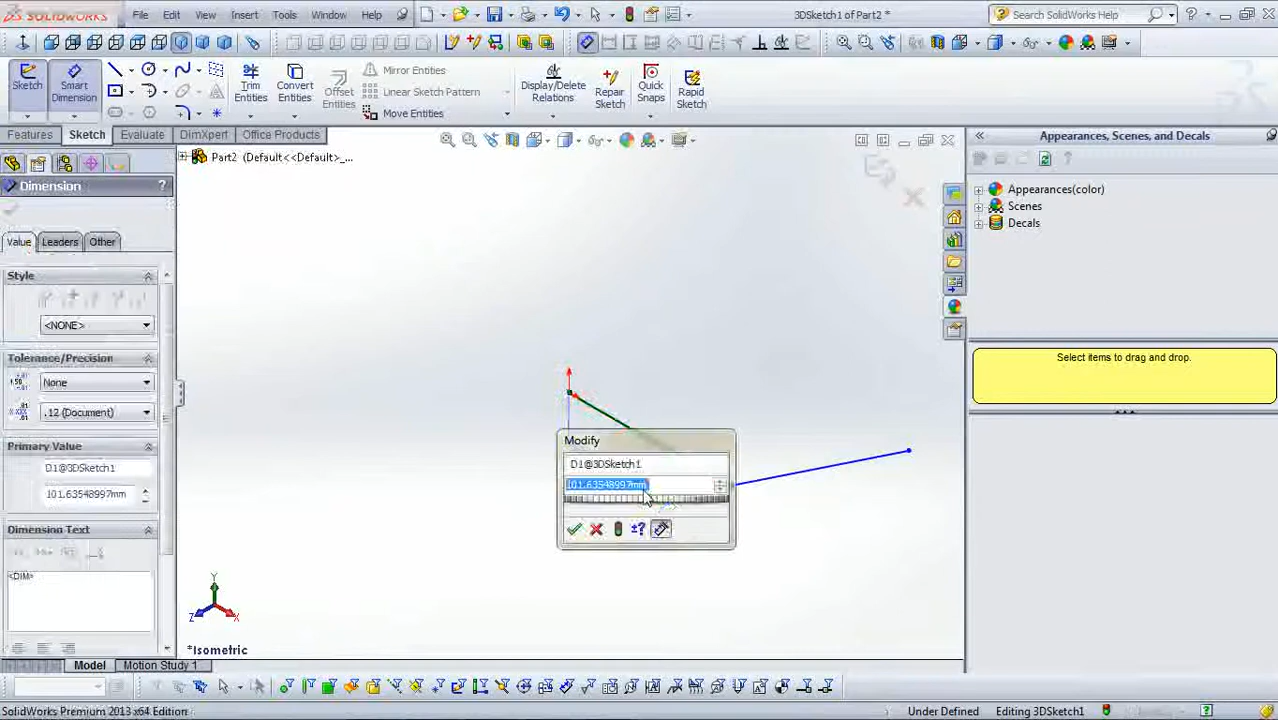 SOLIDWORKS File Edit View Insert Tools Window Help 3DSketch1 of Part2 * Search SolidWorks Help
Sketch Smart Dimension Trim Entities Convert Entities Offset Entities Mirror Entities Linear Sketch Pattern Move Entities Display/Delete Relations Repair Sketch Quick Snaps Rapid Sketch
Features Sketch Evaluate DimXpert Office Products
Appearances, Scenes, and Decals
Part2 (Default<<Default>_...
Dimension ?
Appearances(color)
Scenes
Decals
Value Leaders Other
Style
<NONE>
Tolerance/Precision
None
.12 (Document)
Primary Value
D1@3DSketch1
101.63548997mm
Dimension Text
<DIM>
Select items to drag and drop.
Modify
D1@3DSketch1
101.63548997mm
±?
Y
Z X
*Isometric
Model Motion Study 1
SolidWorks Premium 2013 x64 Edition Under Defined Editing 3DSketch1